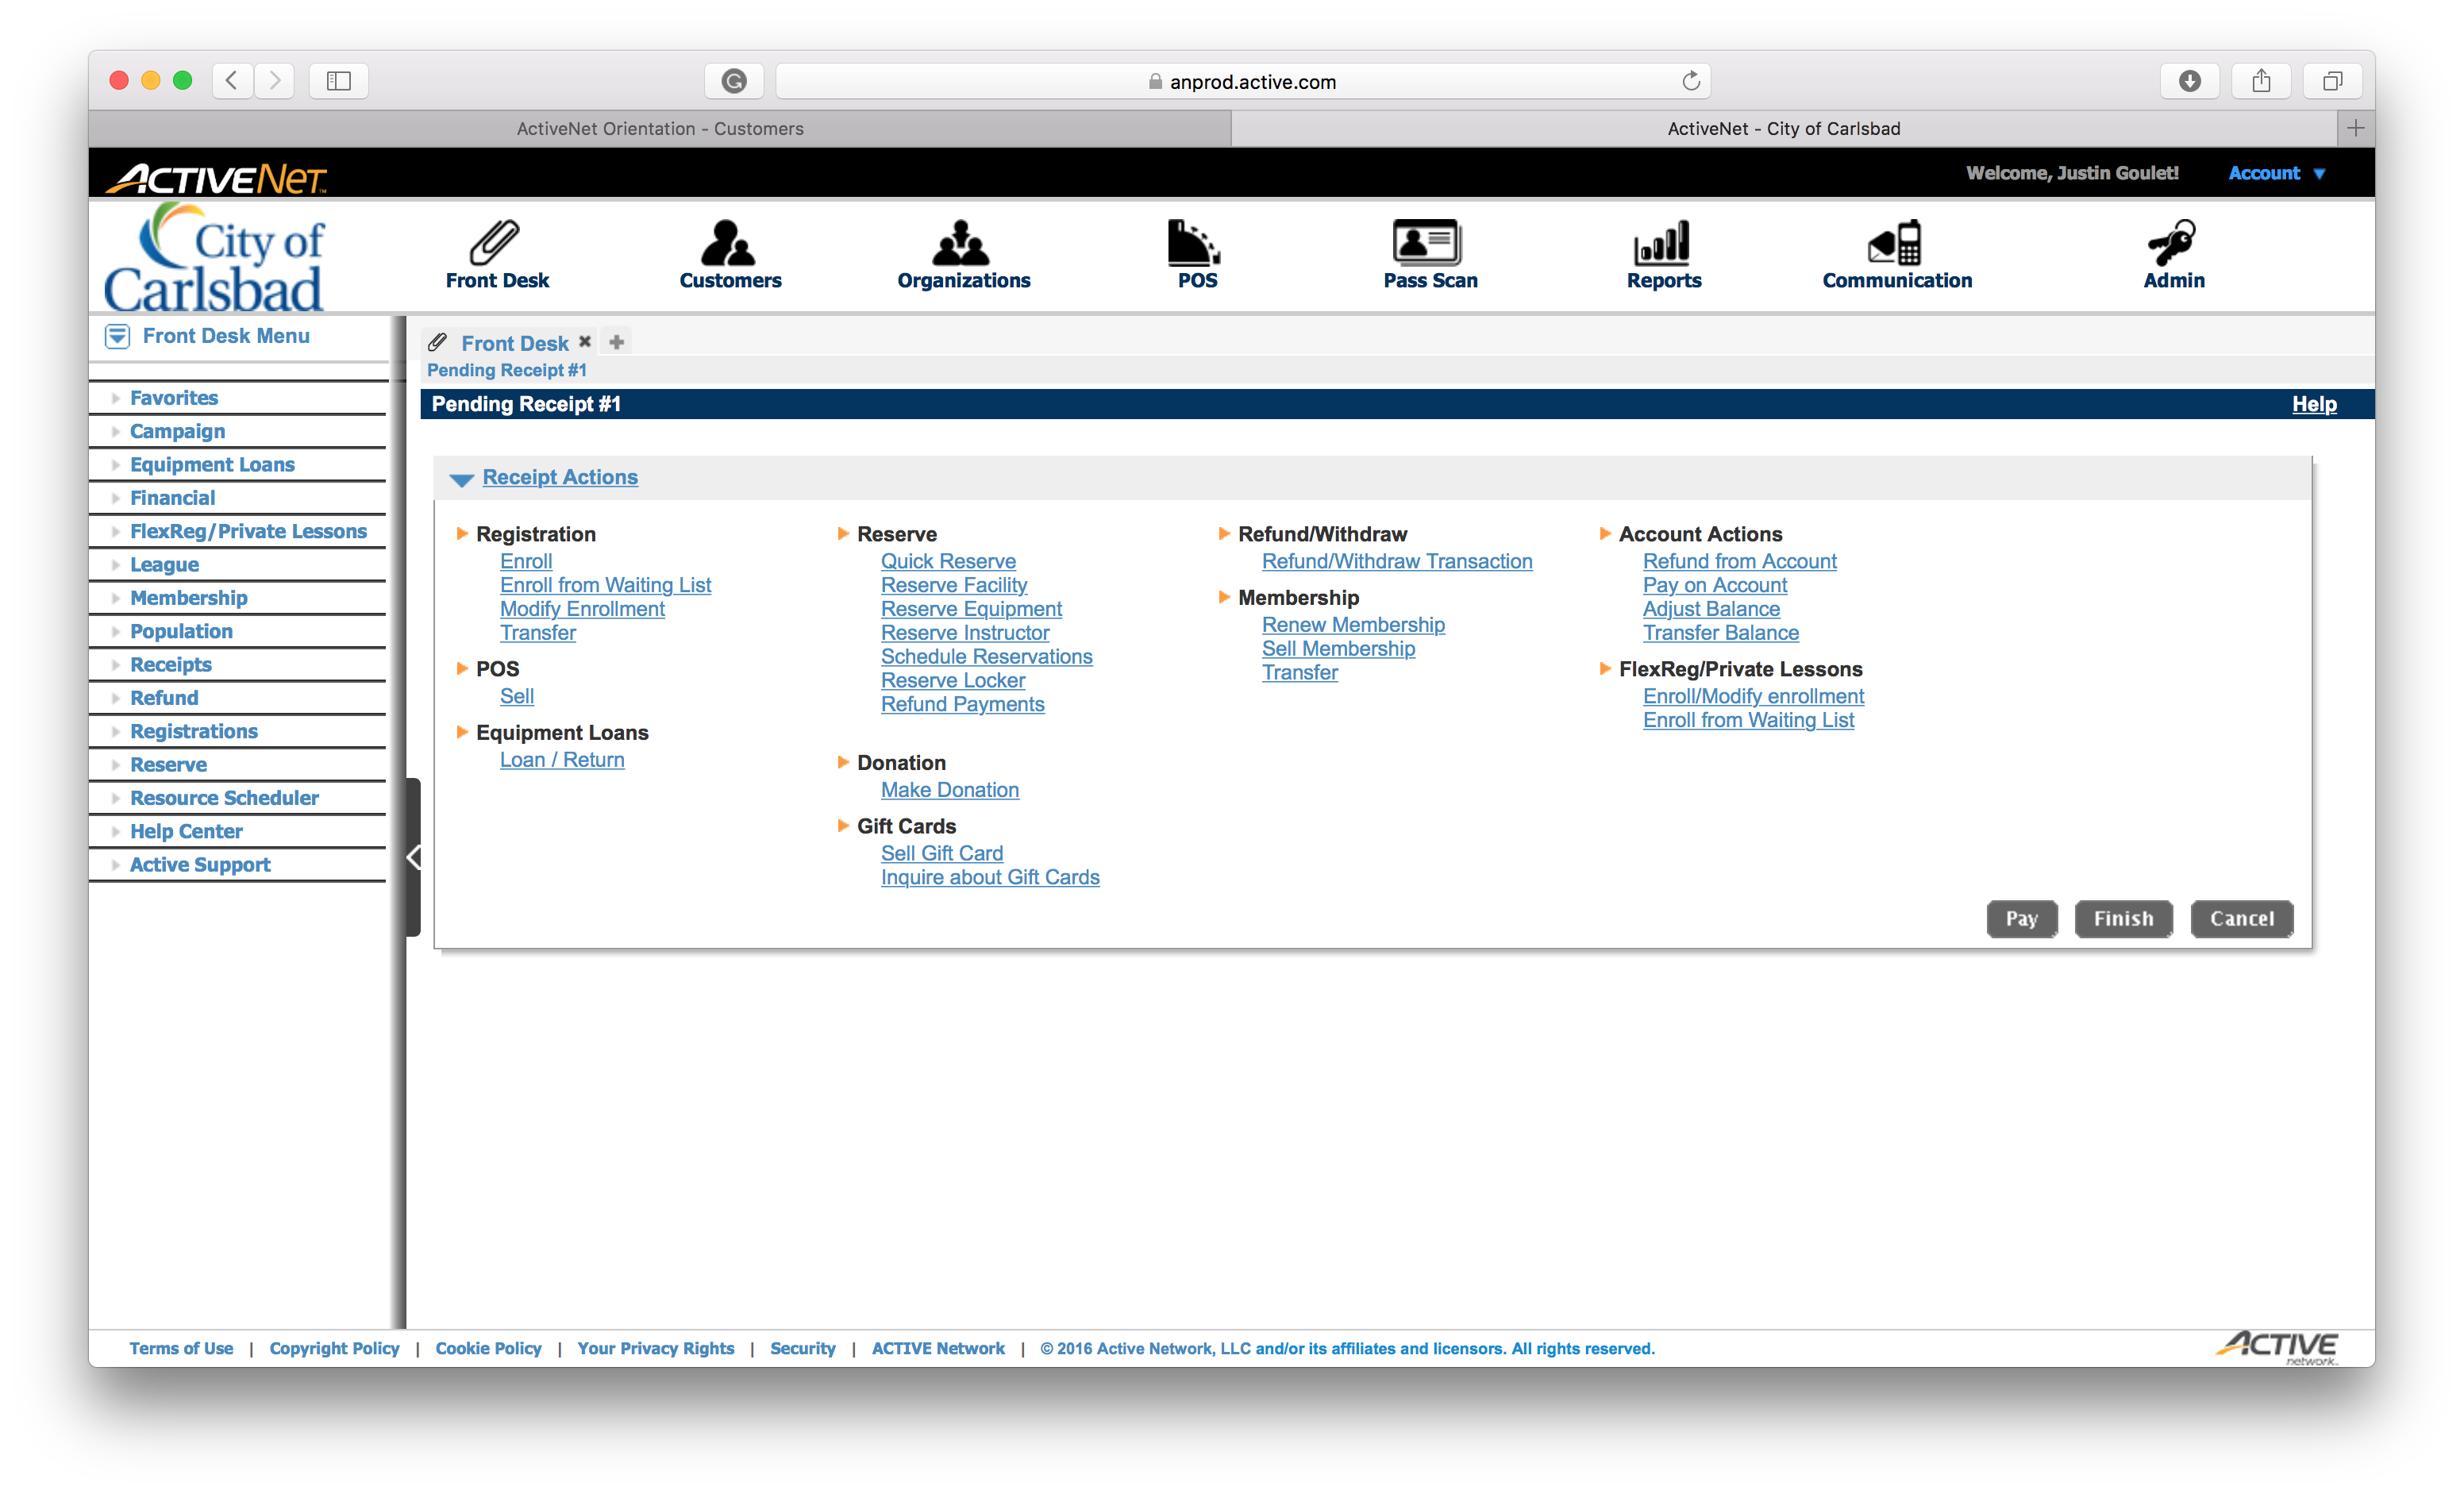 anprod.active.com
ActiveNet Orientation - Customers
ActiveNet - City of Carlsbad
ACTIVENET™
Welcome, Justin Goulet!
Account
City of
Carlsbad
Front Desk
Customers
Organizations
POS
Pass Scan
Reports
Communication
Admin
Front Desk Menu
Favorites
Campaign
Equipment Loans
Financial
FlexReg/Private Lessons
League
Membership
Population
Receipts
Refund
Registrations
Reserve
Resource Scheduler
Help Center
Active Support
Front Desk
Pending Receipt #1
Pending Receipt #1
Help
Receipt Actions
Registration
Enroll
Enroll from Waiting List
Modify Enrollment
Transfer
POS
Sell
Equipment Loans
Loan / Return
Reserve
Quick Reserve
Reserve Facility
Reserve Equipment
Reserve Instructor
Schedule Reservations
Reserve Locker
Refund Payments
Donation
Make Donation
Gift Cards
Sell Gift Card
Inquire about Gift Cards
Refund/Withdraw
Refund/Withdraw Transaction
Membership
Renew Membership
Sell Membership
Transfer
Account Actions
Refund from Account
Pay on Account
Adjust Balance
Transfer Balance
FlexReg/Private Lessons
Enroll/Modify enrollment
Enroll from Waiting List
Pay
Finish
Cancel
Terms of Use | Copyright Policy | Cookie Policy | Your Privacy Rights | Security | ACTIVE Network | © 2016 Active Network, LLC and/or its affiliates and licensors. All rights reserved.
ACTIVE
network™